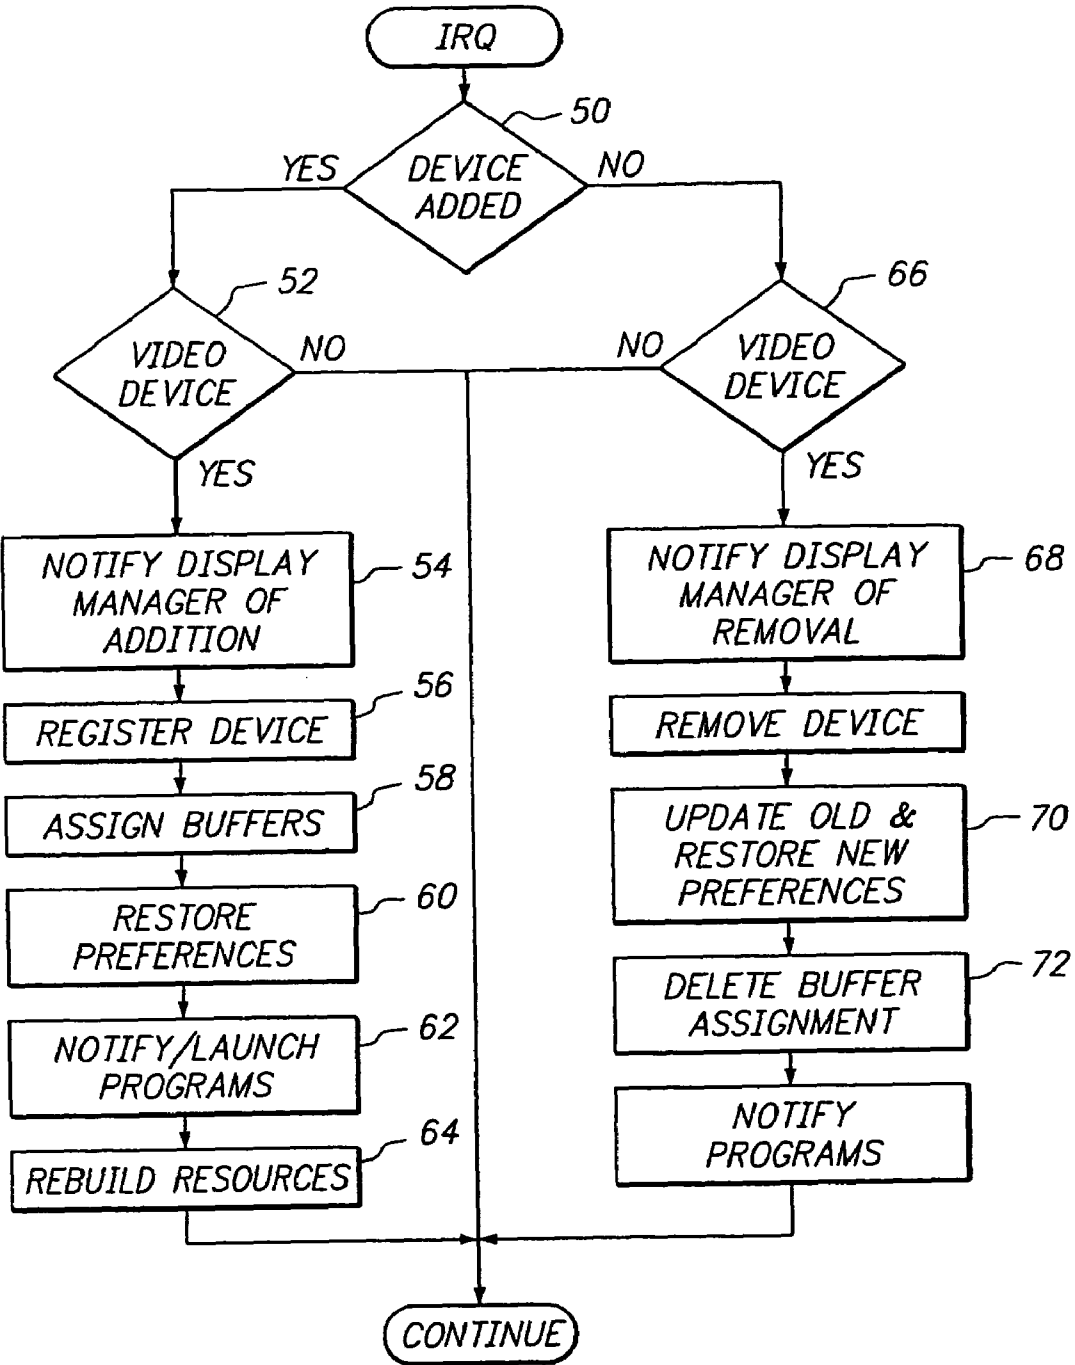 IRQ
50
DEVICE
ADDED
YES
NO
52
66
VIDEO
DEVICE
NO
NO
VIDEO
DEVICE
YES
YES
NOTIFY DISPLAY
MANAGER OF
ADDITION
54
REGISTER DEVICE
56
ASSIGN BUFFERS
58
RESTORE
PREFERENCES
60
NOTIFY/LAUNCH
PROGRAMS
62
REBUILD RESOURCES
64
NOTIFY DISPLAY
MANAGER OF
REMOVAL
68
REMOVE DEVICE
UPDATE OLD &
RESTORE NEW
PREFERENCES
70
DELETE BUFFER
ASSIGNMENT
72
NOTIFY
PROGRAMS
CONTINUE